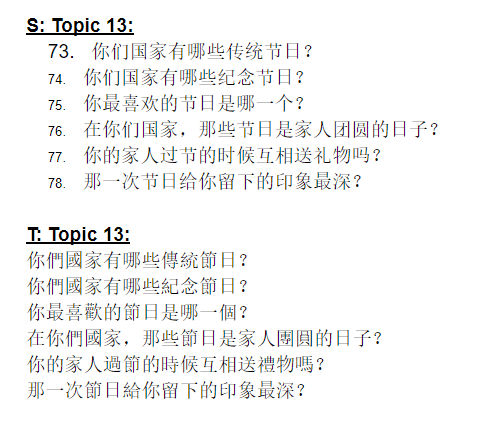 S: Topic 13:
73. 你们国家有哪些传统节日?
74. 你们国家有哪些纪念节日?
75. 你最喜欢的节日是哪一个?
76. 在你们国家，那些节日是家人团圆的日子?
77. 你的家人过节的时候互相送礼物吗?
78. 那一次节日给你留下的印象最深?
T: Topic 13:
你們國家有哪些傳統節日?
你們國家有哪些紀念節日?
你最喜歡的節日是哪一個?
在你們國家，那些節日是家人團圓的日子?
你的家人過節的時候互相送禮物嗎?
那一次節日給你留下的印象最深?